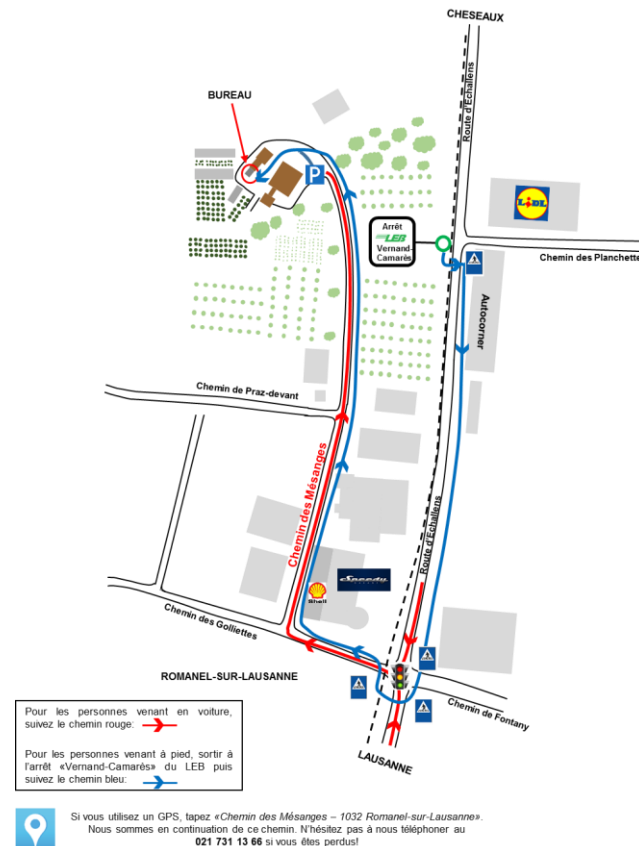 CHESEAUX
Route d'Echallens
BUREAU
P
LIDL
Arrêt
LEB
Vernand-
Camarès
Chemin des Planchette
Autocorner
Chemin de Praz-devant
Chemin des Mésanges
Route d'Echallens
Speedy
Shell
Chemin des Golliettes
ROMANEL-SUR-LAUSANNE
Chemin de Fontany
LAUSANNE
Pour les personnes venant en voiture,
suivez le chemin rouge:
Pour les personnes venant à pied, sortir à
l'arrêt «Vernand-Camarès» du LEB puis
suivez le chemin bleu:
Si vous utilisez un GPS, tapez «Chemin des Mésanges – 1032 Romanel-sur-Lausanne».
Nous sommes en continuation de ce chemin. N'hésitez pas à nous téléphoner au
021 731 13 66 si vous êtes perdus!